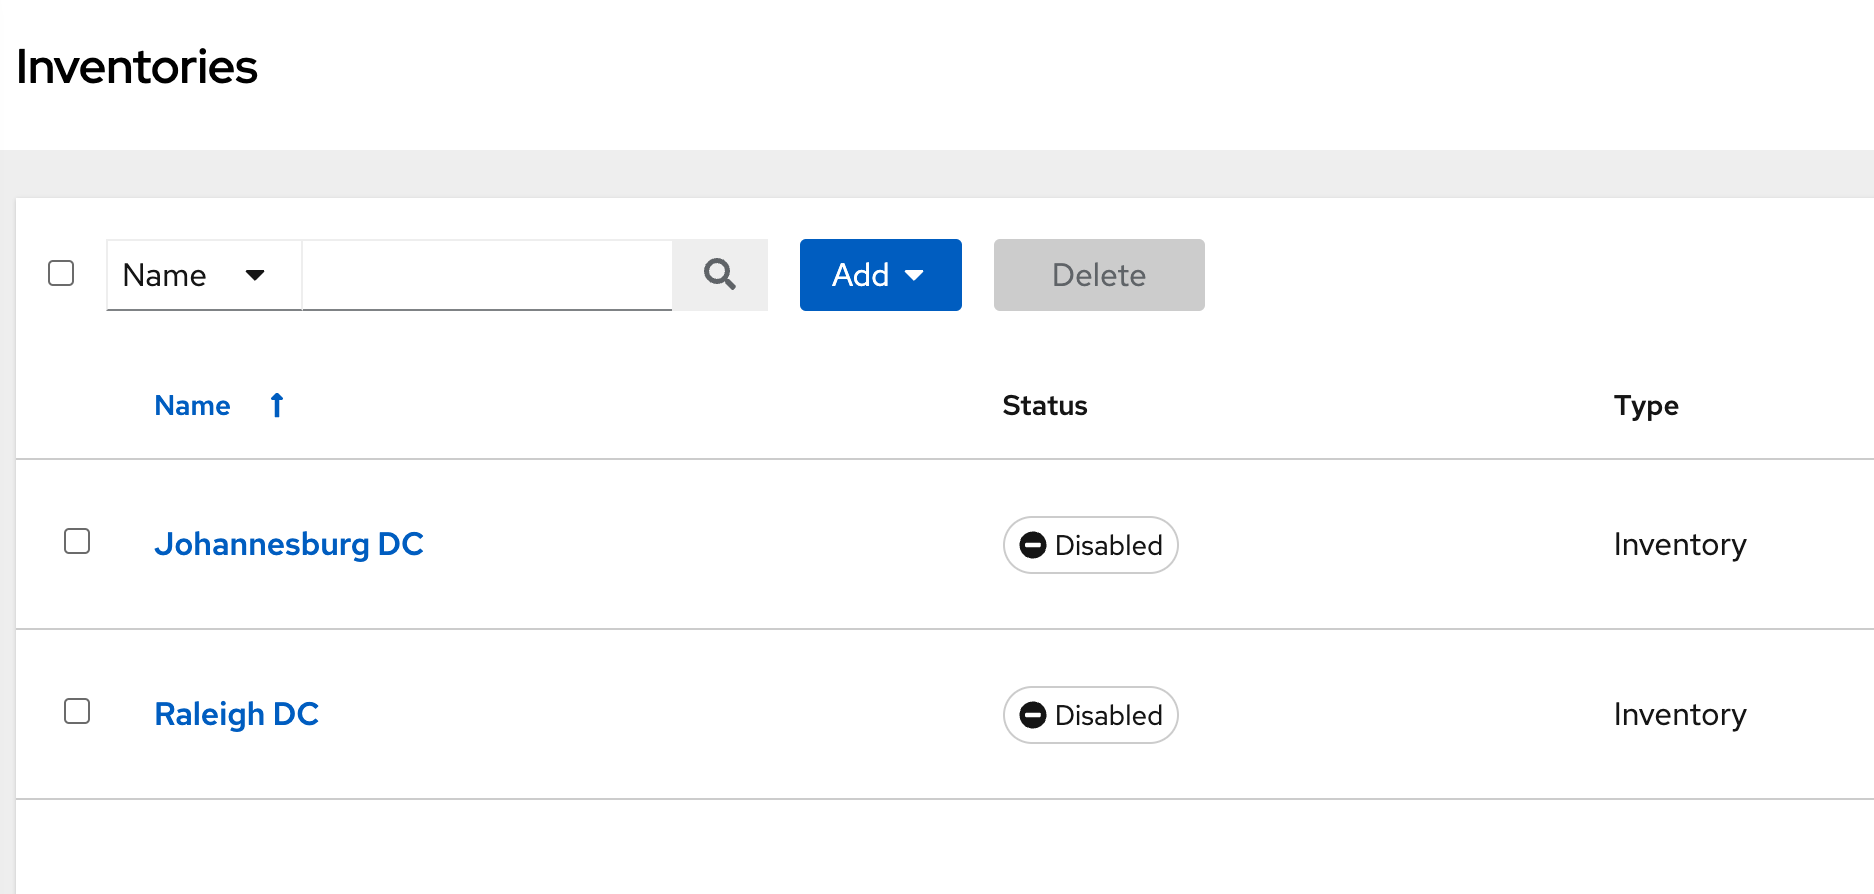 Inventories
Name Add Delete
Name Status Type
Johannesburg DC Disabled Inventory
Raleigh DC Disabled Inventory